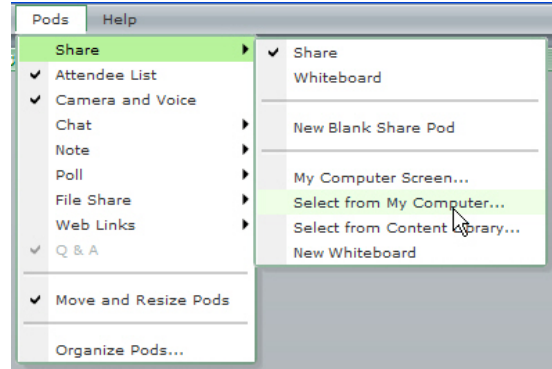 Pods Help
Share
Attendee List
Camera and Voice
Chat
Note
Poll
File Share
Web Links
Q & A
Move and Resize Pods
Organize Pods...
Share
Whiteboard
New Blank Share Pod
My Computer Screen...
Select from My Computer...
Select from Content Library...
New Whiteboard